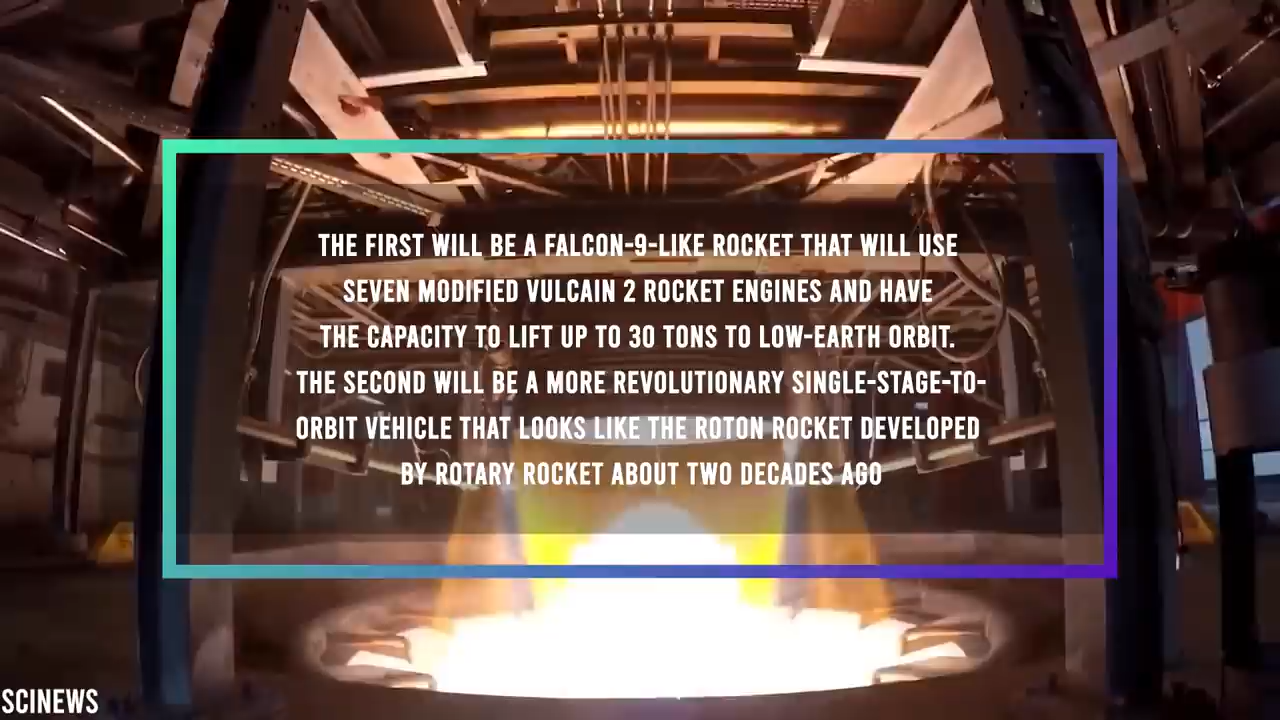 THE FIRST WILL BE A FALCON-9-LIKE ROCKET THAT WILL USE
SEVEN MODIFIED VULCAIN 2 ROCKET ENGINES AND HAVE
THE CAPACITY TO LIFT UP TO 30 TONS TO LOW-EARTH ORBIT.
THE SECOND WILL BE A MORE REVOLUTIONARY SINGLE-STAGE-TO-
ORBIT VEHICLE THAT LOOKS LIKE THE ROTON ROCKET DEVELOPED
BY ROTARY ROCKET ABOUT TWO DECADES AGO
SCINEWS